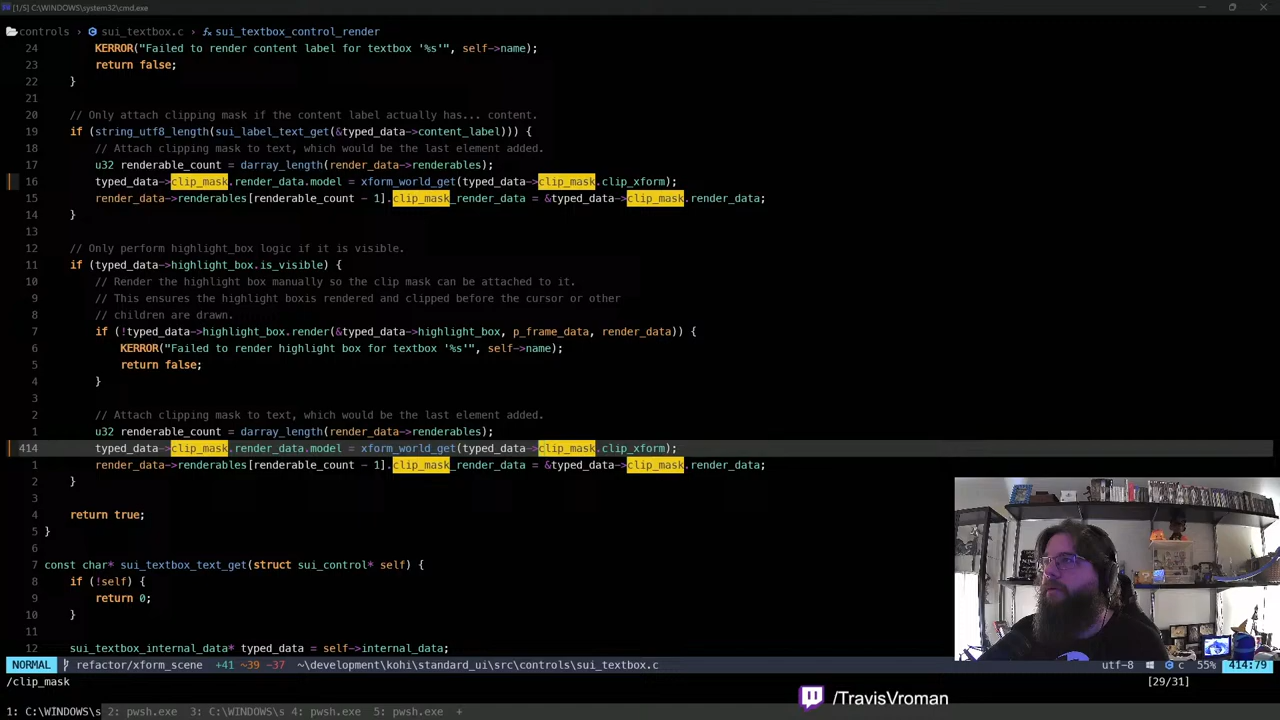 [1/5] C:\WINDOWS\system32\cmd.exe
controls > sui_textbox.c > sui_textbox_control_render
24 KERROR("Failed to render content label for textbox '%s'", self->name);
23 return false;
22 }
21
20 // Only attach clipping mask if the content label actually has... content.
19 if (string_utf8_length(sui_label_text_get(&typed_data->content_label))) {
18 // Attach clipping mask to text, which would be the last element added.
17 u32 renderable_count = darray_length(render_data->renderables);
16 typed_data->clip_mask.render_data.model = xform_world_get(typed_data->clip_mask.clip_xform);
15 render_data->renderables[renderable_count - 1].clip_mask_render_data = &typed_data->clip_mask.render_data;
14 }
13
12 // Only perform highlight_box logic if it is visible.
11 if (typed_data->highlight_box.is_visible) {
10 // Render the highlight box manually so the clip mask can be attached to it.
9 // This ensures the highlight boxis rendered and clipped before the cursor or other
8 // children are drawn.
7 if (!typed_data->highlight_box.render(&typed_data->highlight_box, p_frame_data, render_data)) {
6 KERROR("Failed to render highlight box for textbox '%s'", self->name);
5 return false;
4 }
3
2 // Attach clipping mask to text, which would be the last element added.
1 u32 renderable_count = darray_length(render_data->renderables);
414 typed_data->clip_mask.render_data.model = xform_world_get(typed_data->clip_mask.clip_xform);
1 render_data->renderables[renderable_count - 1].clip_mask_render_data = &typed_data->clip_mask.render_data;
2 }
3
4 return true;
5 }
6
7 const char* sui_textbox_text_get(struct sui_control* self) {
8 if (!self) {
9 return 0;
10 }
11
12 sui_textbox_internal_data* typed_data = self->internal_data;
NORMAL refactor/xform_scene +41 ~39 -37 ~\development\kohi\standard_ui\src\controls\sui_textbox.c utf-8 c 55% 414:79
/clip_mask [29/31]
/TravisVroman
1: C:\WINDOWS\s 2: pwsh.exe 3: C:\WINDOWS\s 4: pwsh.exe 5: pwsh.exe +